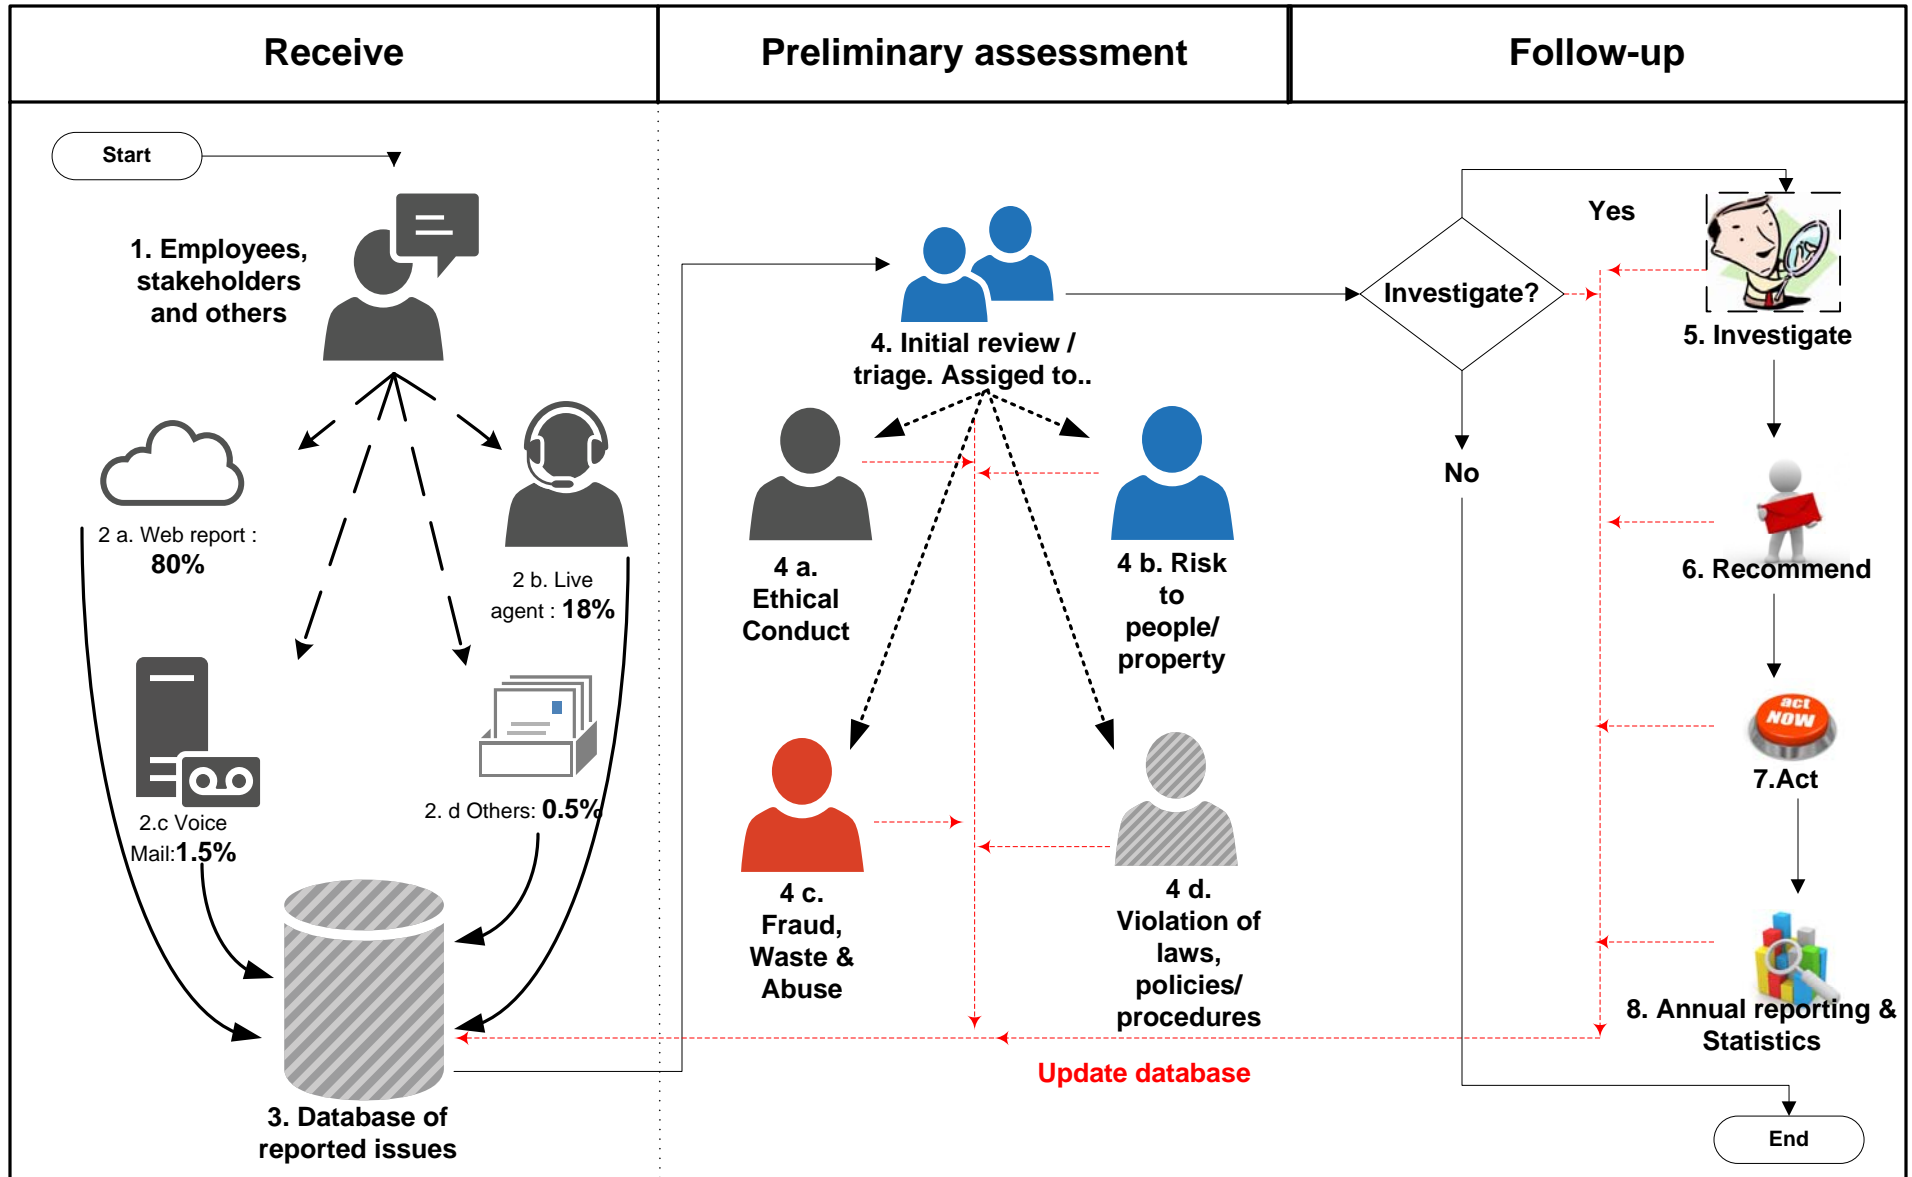 Receive
Preliminary assessment
Follow-up
Start
1. Employees,
stakeholders
and others
2 a. Web report :
80%
2 b. Live
agent : 18%
2.c Voice
Mail:1.5%
2. d Others: 0.5%
3. Database of
reported issues
4. Initial review /
triage. Assiged to..
4 a.
Ethical
Conduct
4 b. Risk
to
people/
property
4 c.
Fraud,
Waste &
Abuse
4 d.
Violation of
laws,
policies/
procedures
Update database
Investigate?
Yes
No
5. Investigate
6. Recommend
act
NOW
7.Act
8. Annual reporting &
Statistics
End